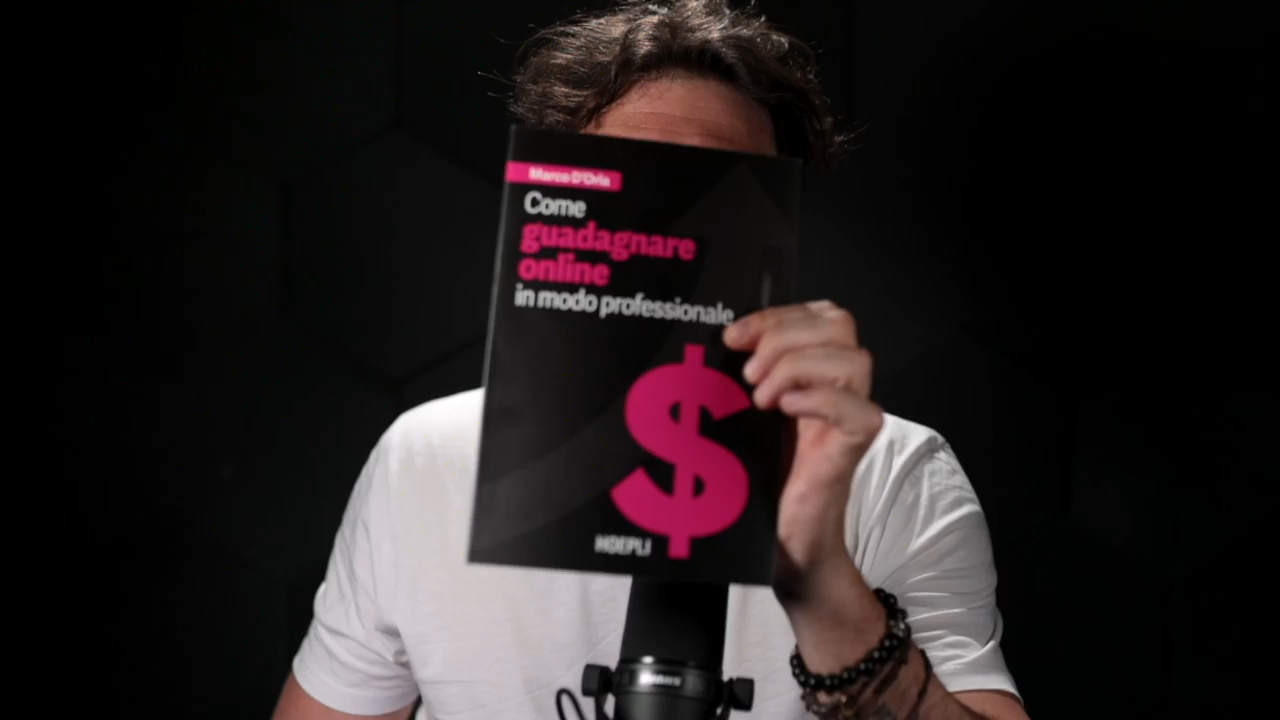 Marco D'Oria
Come
guadagnare
online
in modo professionale
HOEPLI